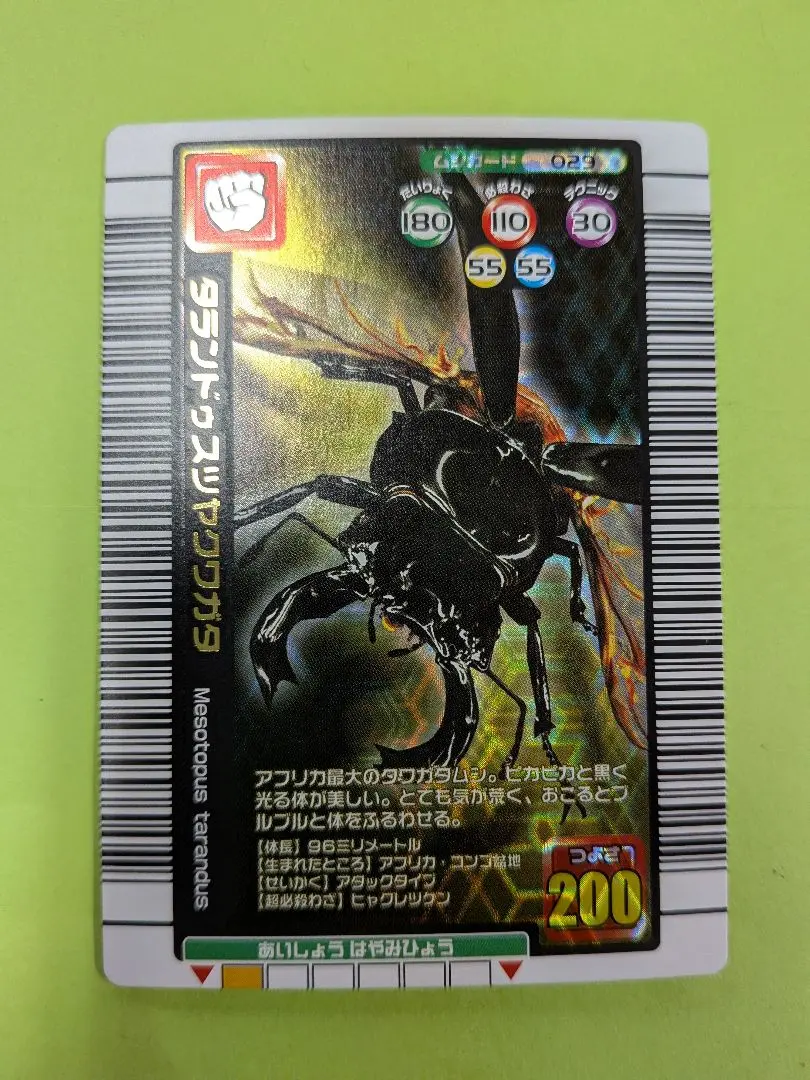 ムシカード 029
たいりょく 必殺わざ テクニック
180 110 30
55 55
タランドゥスツヤクワガタ
Mesotopus tarandus
アフリカ最大のクワガタムシ。ピカピカと黒く
光る体が美しい。とても気が荒く、おこるとブ
ルブルと体をふるわせる。
【体長】96ミリメートル
【生まれたところ】アフリカ・コンゴ盆地
【せいかく】アタックタイプ
【超必殺わざ】ヒャクレツケン
つよさ
200
あいしょう はやみひょう